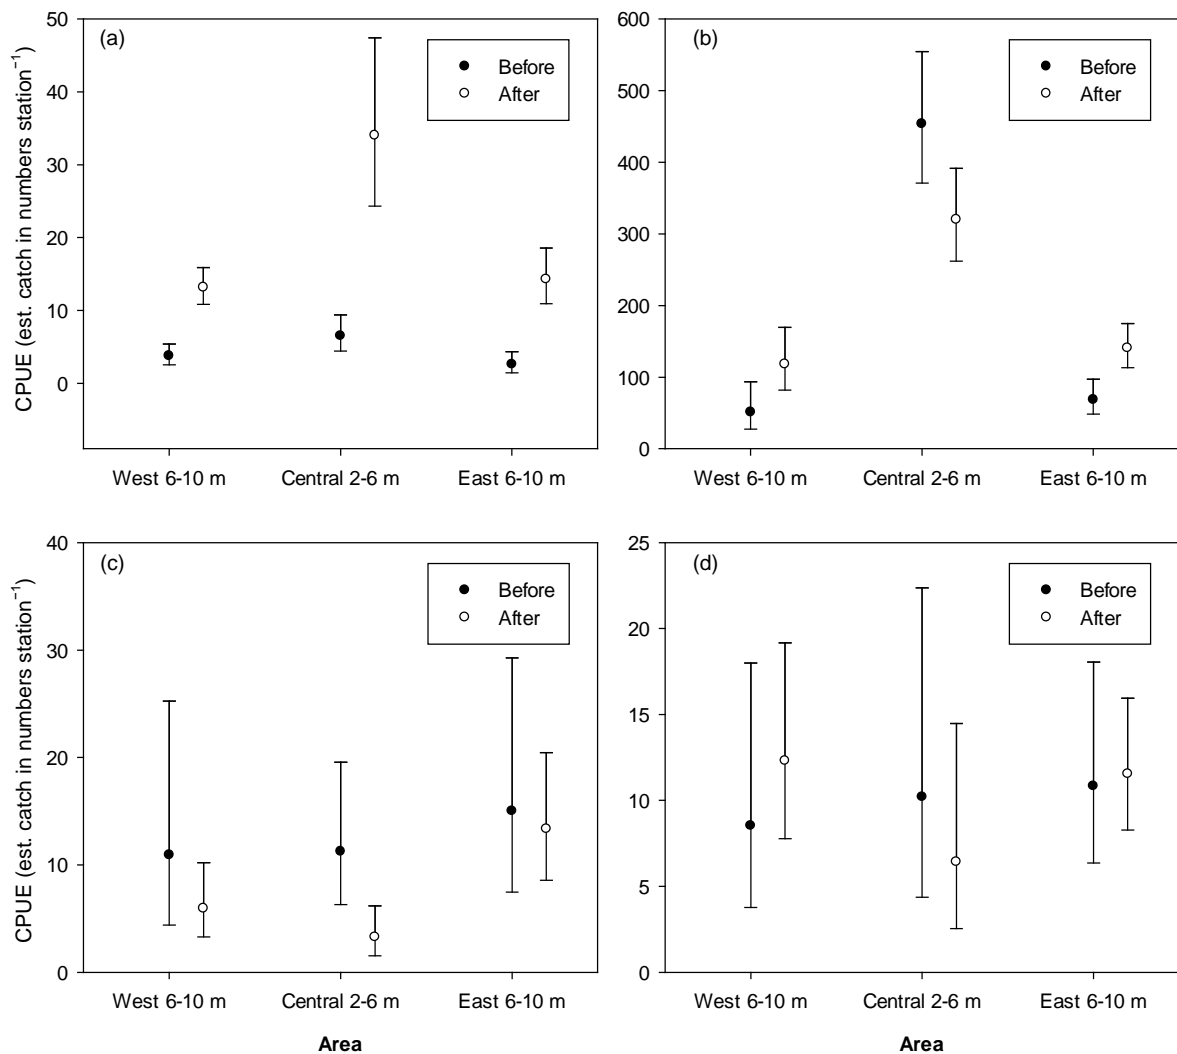 (a)
Before
After
50
40
30
20
10
0
CPUE (est. catch in numbers station⁻¹)
West 6-10 m Central 2-6 m East 6-10 m
(b)
Before
After
600
500
400
300
200
100
0
West 6-10 m Central 2-6 m East 6-10 m
(c)
Before
After
40
30
20
10
0
CPUE (est. catch in numbers station⁻¹)
West 6-10 m Central 2-6 m East 6-10 m
Area
(d)
Before
After
25
20
15
10
5
0
West 6-10 m Central 2-6 m East 6-10 m
Area